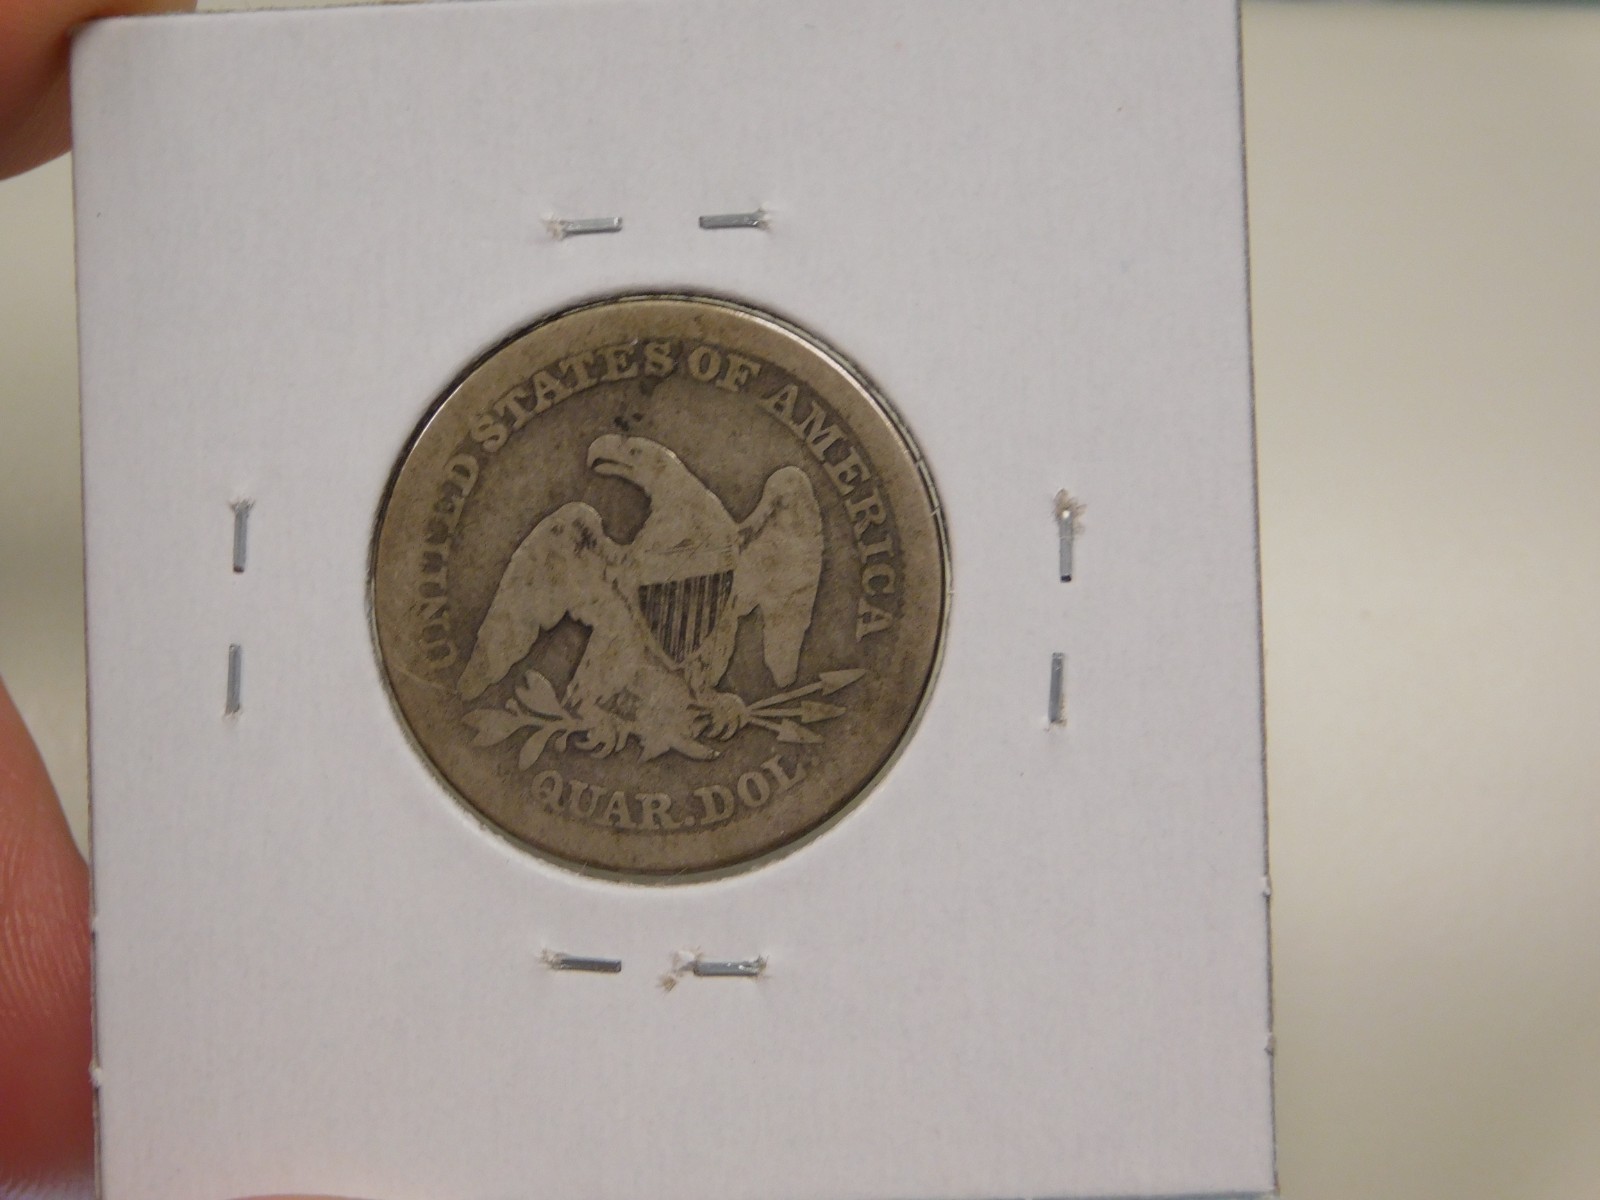 UNITED STATES OF AMERICA
QUAR. DOL.